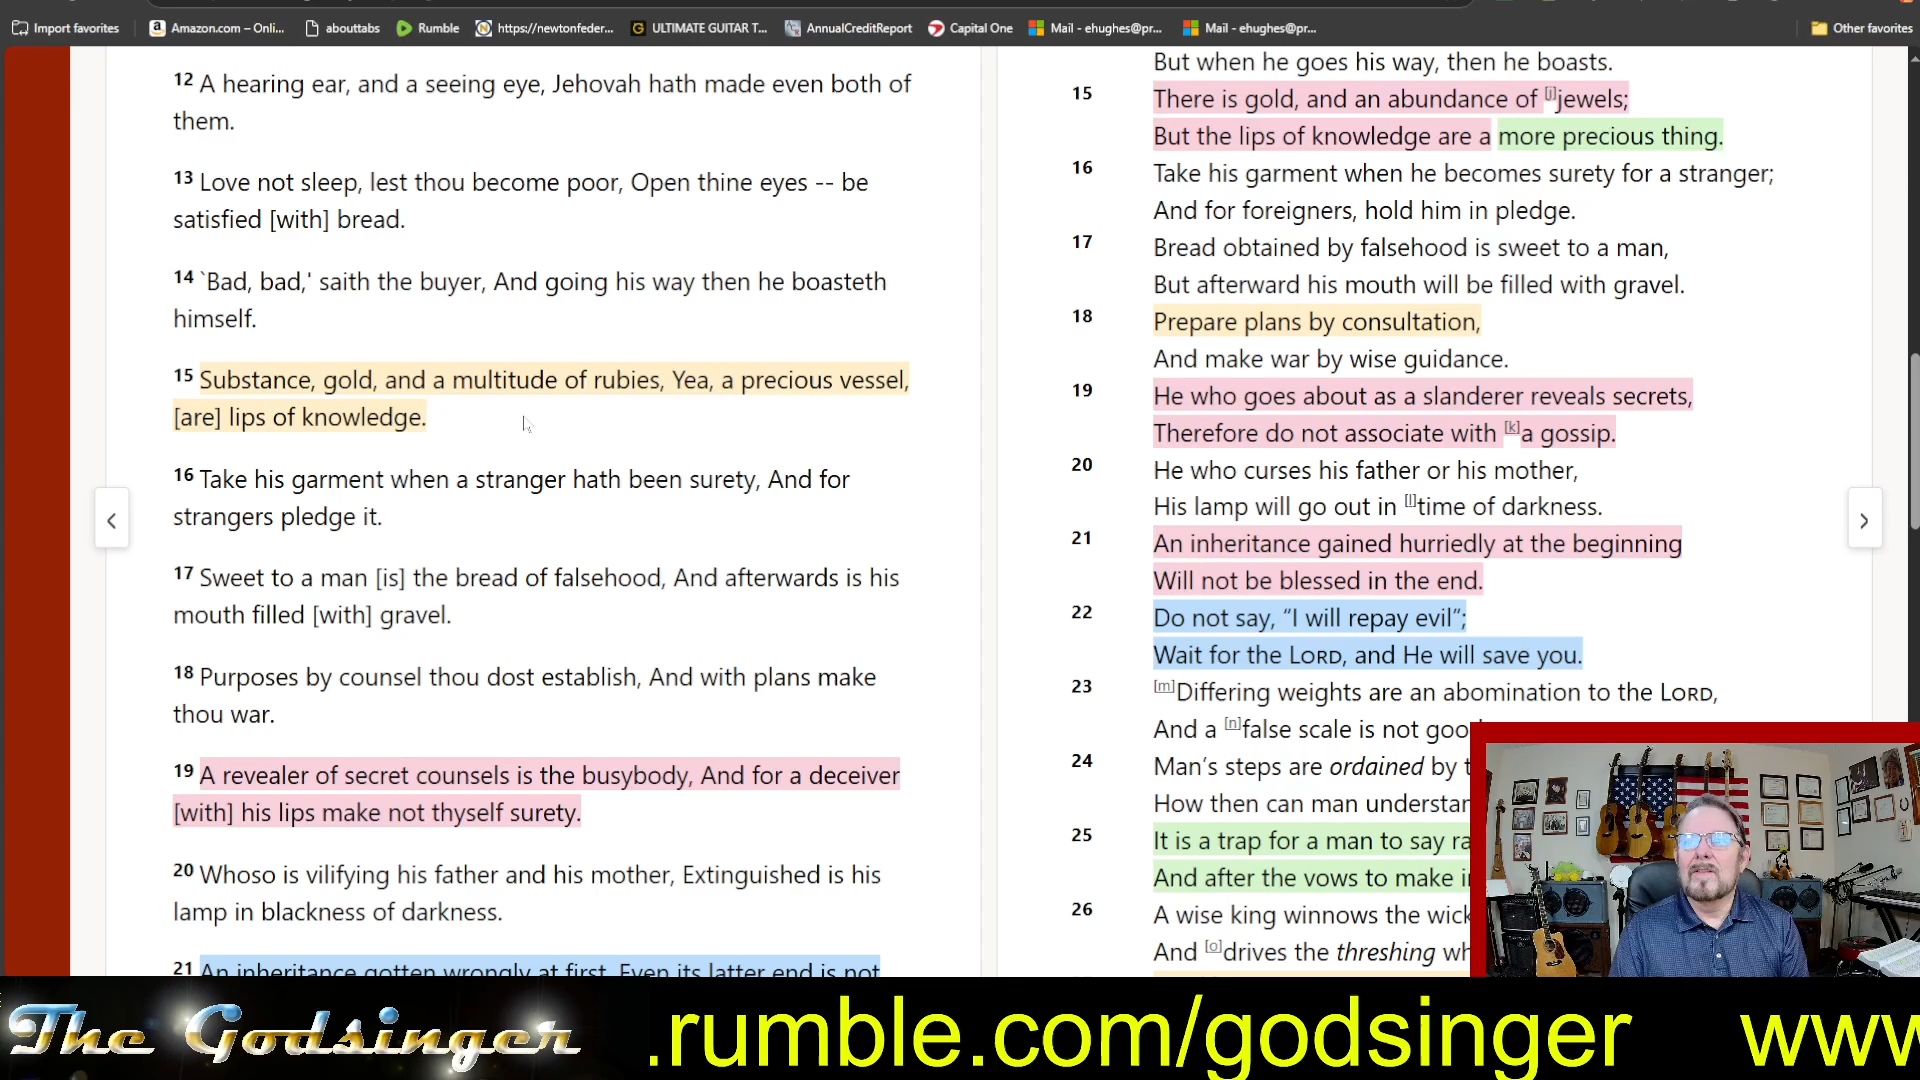 Import favorites
Amazon.com – Onli...
abouttabs
Rumble
https://newtonfeder...
ULTIMATE GUITAR T...
AnnualCreditReport
Capital One
Mail - ehughes@pr...
Mail - ehughes@pr...
Other favorites
12 A hearing ear, and a seeing eye, Jehovah hath made even both of
them.
13 Love not sleep, lest thou become poor, Open thine eyes -- be
satisfied [with] bread.
14 `Bad, bad,' saith the buyer, And going his way then he boasteth
himself.
15 Substance, gold, and a multitude of rubies, Yea, a precious vessel,
[are] lips of knowledge.
16 Take his garment when a stranger hath been surety, And for
strangers pledge it.
17 Sweet to a man [is] the bread of falsehood, And afterwards is his
mouth filled [with] gravel.
18 Purposes by counsel thou dost establish, And with plans make
thou war.
19 A revealer of secret counsels is the busybody, And for a deceiver
[with] his lips make not thyself surety.
20 Whoso is vilifying his father and his mother, Extinguished is his
lamp in blackness of darkness.
21 An inheritance gotten wrongly at first, Even its latter end is not
But when he goes his way, then he boasts.
15 There is gold, and an abundance of [j]jewels;
But the lips of knowledge are a more precious thing.
16 Take his garment when he becomes surety for a stranger;
And for foreigners, hold him in pledge.
17 Bread obtained by falsehood is sweet to a man,
But afterward his mouth will be filled with gravel.
18 Prepare plans by consultation,
And make war by wise guidance.
19 He who goes about as a slanderer reveals secrets,
Therefore do not associate with [k]a gossip.
20 He who curses his father or his mother,
His lamp will go out in [l]time of darkness.
21 An inheritance gained hurriedly at the beginning
Will not be blessed in the end.
22 Do not say, “I will repay evil”;
Wait for the LORD, and He will save you.
23 [m]Differing weights are an abomination to the LORD,
And a [n]false scale is not goo
24 Man’s steps are ordained by t
How then can man understan
25 It is a trap for a man to say ra
And after the vows to make i
26 A wise king winnows the wick
And [o]drives the threshing wh
The Godsinger
.rumble.com/godsinger
www